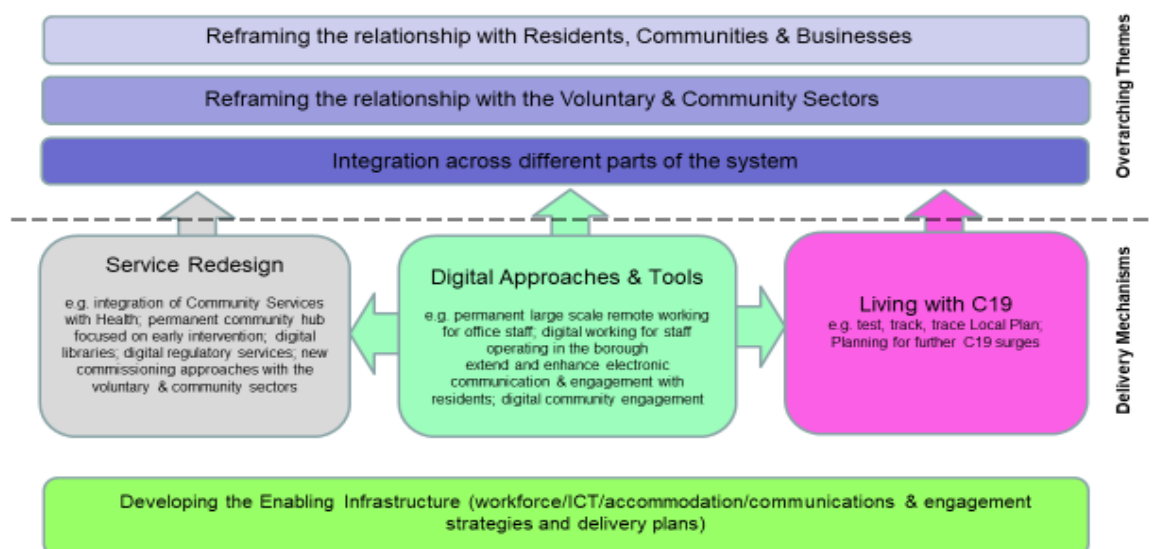 Reframing the relationship with Residents, Communities & Businesses
Reframing the relationship with the Voluntary & Community Sectors
Integration across different parts of the system
Overarching Themes
Service Redesign
e.g. integration of Community Services
with Health; permanent community hub
focused on early intervention; digital
libraries; digital regulatory services; new
commissioning approaches with the
voluntary & community sectors
Digital Approaches & Tools
e.g. permanent large scale remote working
for office staff; digital working for staff
operating in the borough
extend and enhance electronic
communication & engagement with
residents; digital community engagement
Living with C19
e.g. test, track, trace Local Plan;
Planning for further C19 surges
Delivery Mechanisms
Developing the Enabling Infrastructure (workforce/ICT/accommodation/communications & engagement
strategies and delivery plans)